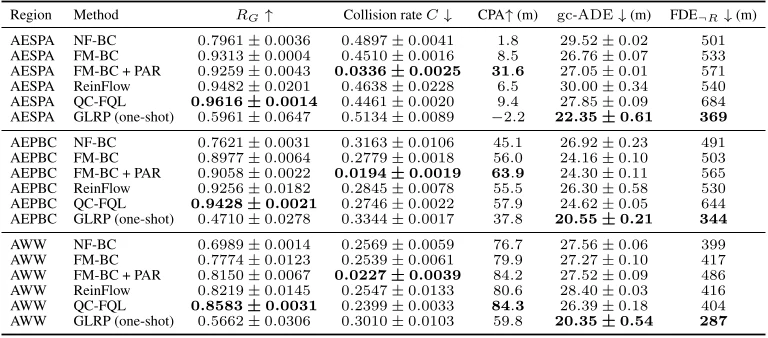 Region Method R_G ↑ Collision rate C ↓ CPA↑ (m) gc-ADE ↓ (m) FDE¬R ↓ (m)
AESPA NF-BC 0.7961 ± 0.0036 0.4897 ± 0.0041 1.8 29.52 ± 0.02 501
AESPA FM-BC 0.9313 ± 0.0004 0.4510 ± 0.0016 8.5 26.76 ± 0.07 533
AESPA FM-BC + PAR 0.9259 ± 0.0043 0.0336 ± 0.0025 31.6 27.05 ± 0.01 571
AESPA ReinFlow 0.9482 ± 0.0201 0.4638 ± 0.0228 6.5 30.00 ± 0.34 540
AESPA QC-FQL 0.9616 ± 0.0014 0.4461 ± 0.0020 9.4 27.85 ± 0.09 684
AESPA GLRP (one-shot) 0.5961 ± 0.0647 0.5134 ± 0.0089 −2.2 22.35 ± 0.61 369
AEPBC NF-BC 0.7621 ± 0.0031 0.3163 ± 0.0106 45.1 26.92 ± 0.23 491
AEPBC FM-BC 0.8977 ± 0.0064 0.2779 ± 0.0018 56.0 24.16 ± 0.10 503
AEPBC FM-BC + PAR 0.9058 ± 0.0022 0.0194 ± 0.0019 63.9 24.30 ± 0.11 565
AEPBC ReinFlow 0.9256 ± 0.0182 0.2845 ± 0.0078 55.5 26.30 ± 0.58 530
AEPBC QC-FQL 0.9428 ± 0.0021 0.2746 ± 0.0022 57.9 24.62 ± 0.05 644
AEPBC GLRP (one-shot) 0.4710 ± 0.0278 0.3344 ± 0.0017 37.8 20.55 ± 0.21 344
AWW NF-BC 0.6989 ± 0.0014 0.2569 ± 0.0059 76.7 27.56 ± 0.06 399
AWW FM-BC 0.7774 ± 0.0123 0.2539 ± 0.0061 79.9 27.27 ± 0.10 417
AWW FM-BC + PAR 0.8150 ± 0.0067 0.0227 ± 0.0039 84.2 27.52 ± 0.09 486
AWW ReinFlow 0.8219 ± 0.0145 0.2547 ± 0.0133 80.6 28.40 ± 0.03 416
AWW QC-FQL 0.8583 ± 0.0031 0.2399 ± 0.0033 84.3 26.39 ± 0.18 404
AWW GLRP (one-shot) 0.5662 ± 0.0306 0.3010 ± 0.0103 59.8 20.35 ± 0.54 287